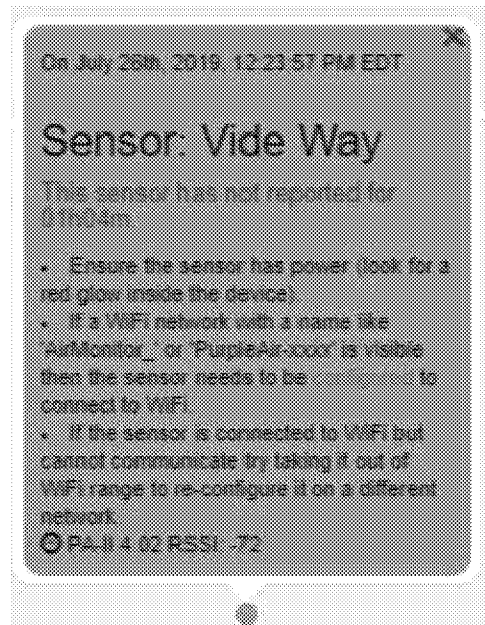 On July 26th, 2019, 12:23:57 PM EDT
Sensor: Vide Way
This sensor has not reported for
01h04m.
• Ensure the sensor has power (look for a
red glow inside the device).
• If a WiFi network with a name like
"AirMonitor_" or "PurpleAir-xxxx" is visible
then the sensor needs to be to
connect to WiFi.
• If the sensor is connected to WiFi but
cannot communicate try taking it out of
WiFi range to re-configure it on a different
network.
PA-II 4.02 RSSI: -72